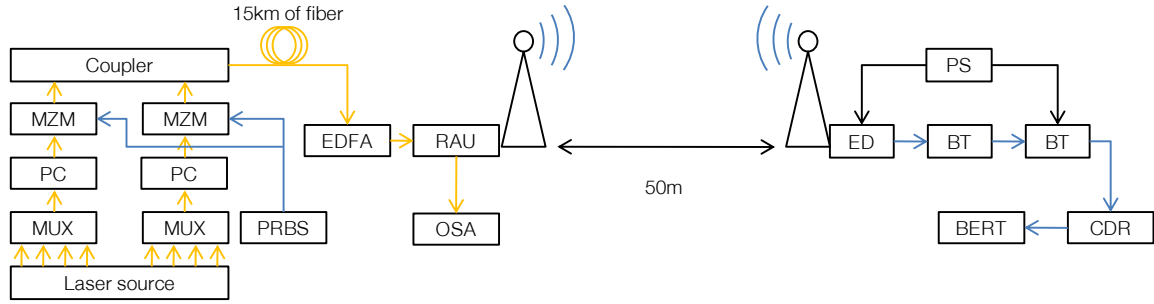 15km of fiber
Coupler
PS
MZM
MZM
EDFA
RAU
ED
BT
BT
PC
PC
50m
MUX
MUX
PRBS
OSA
BERT
CDR
Laser source